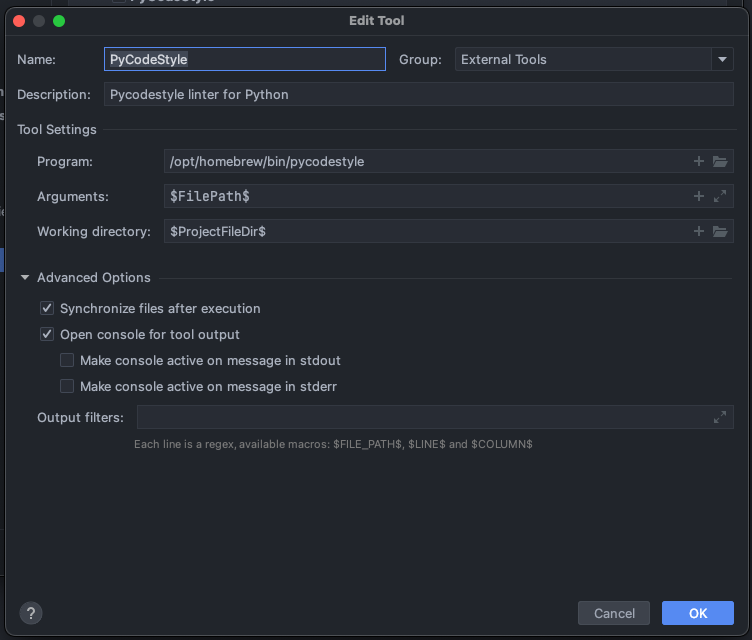 Edit Tool
Name: PyCodeStyle Group: External Tools
Description: Pycodestyle linter for Python
Tool Settings
Program: /opt/homebrew/bin/pycodestyle
Arguments: $FilePath$
Working directory: $ProjectFileDir$
Advanced Options
Synchronize files after execution
Open console for tool output
Make console active on message in stdout
Make console active on message in stderr
Output filters:
Each line is a regex, available macros: $FILE_PATH$, $LINE$ and $COLUMN$
? Cancel OK